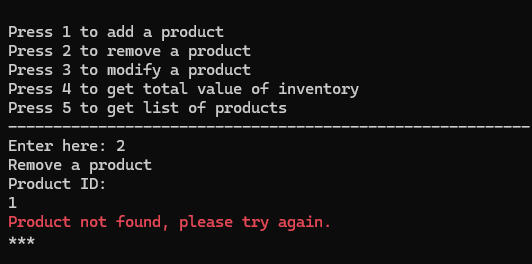 Press 1 to add a product
Press 2 to remove a product
Press 3 to modify a product
Press 4 to get total value of inventory
Press 5 to get list of products
----------------------------------------------------------
Enter here: 2
Remove a product
Product ID:
1
Product not found, please try again.
***